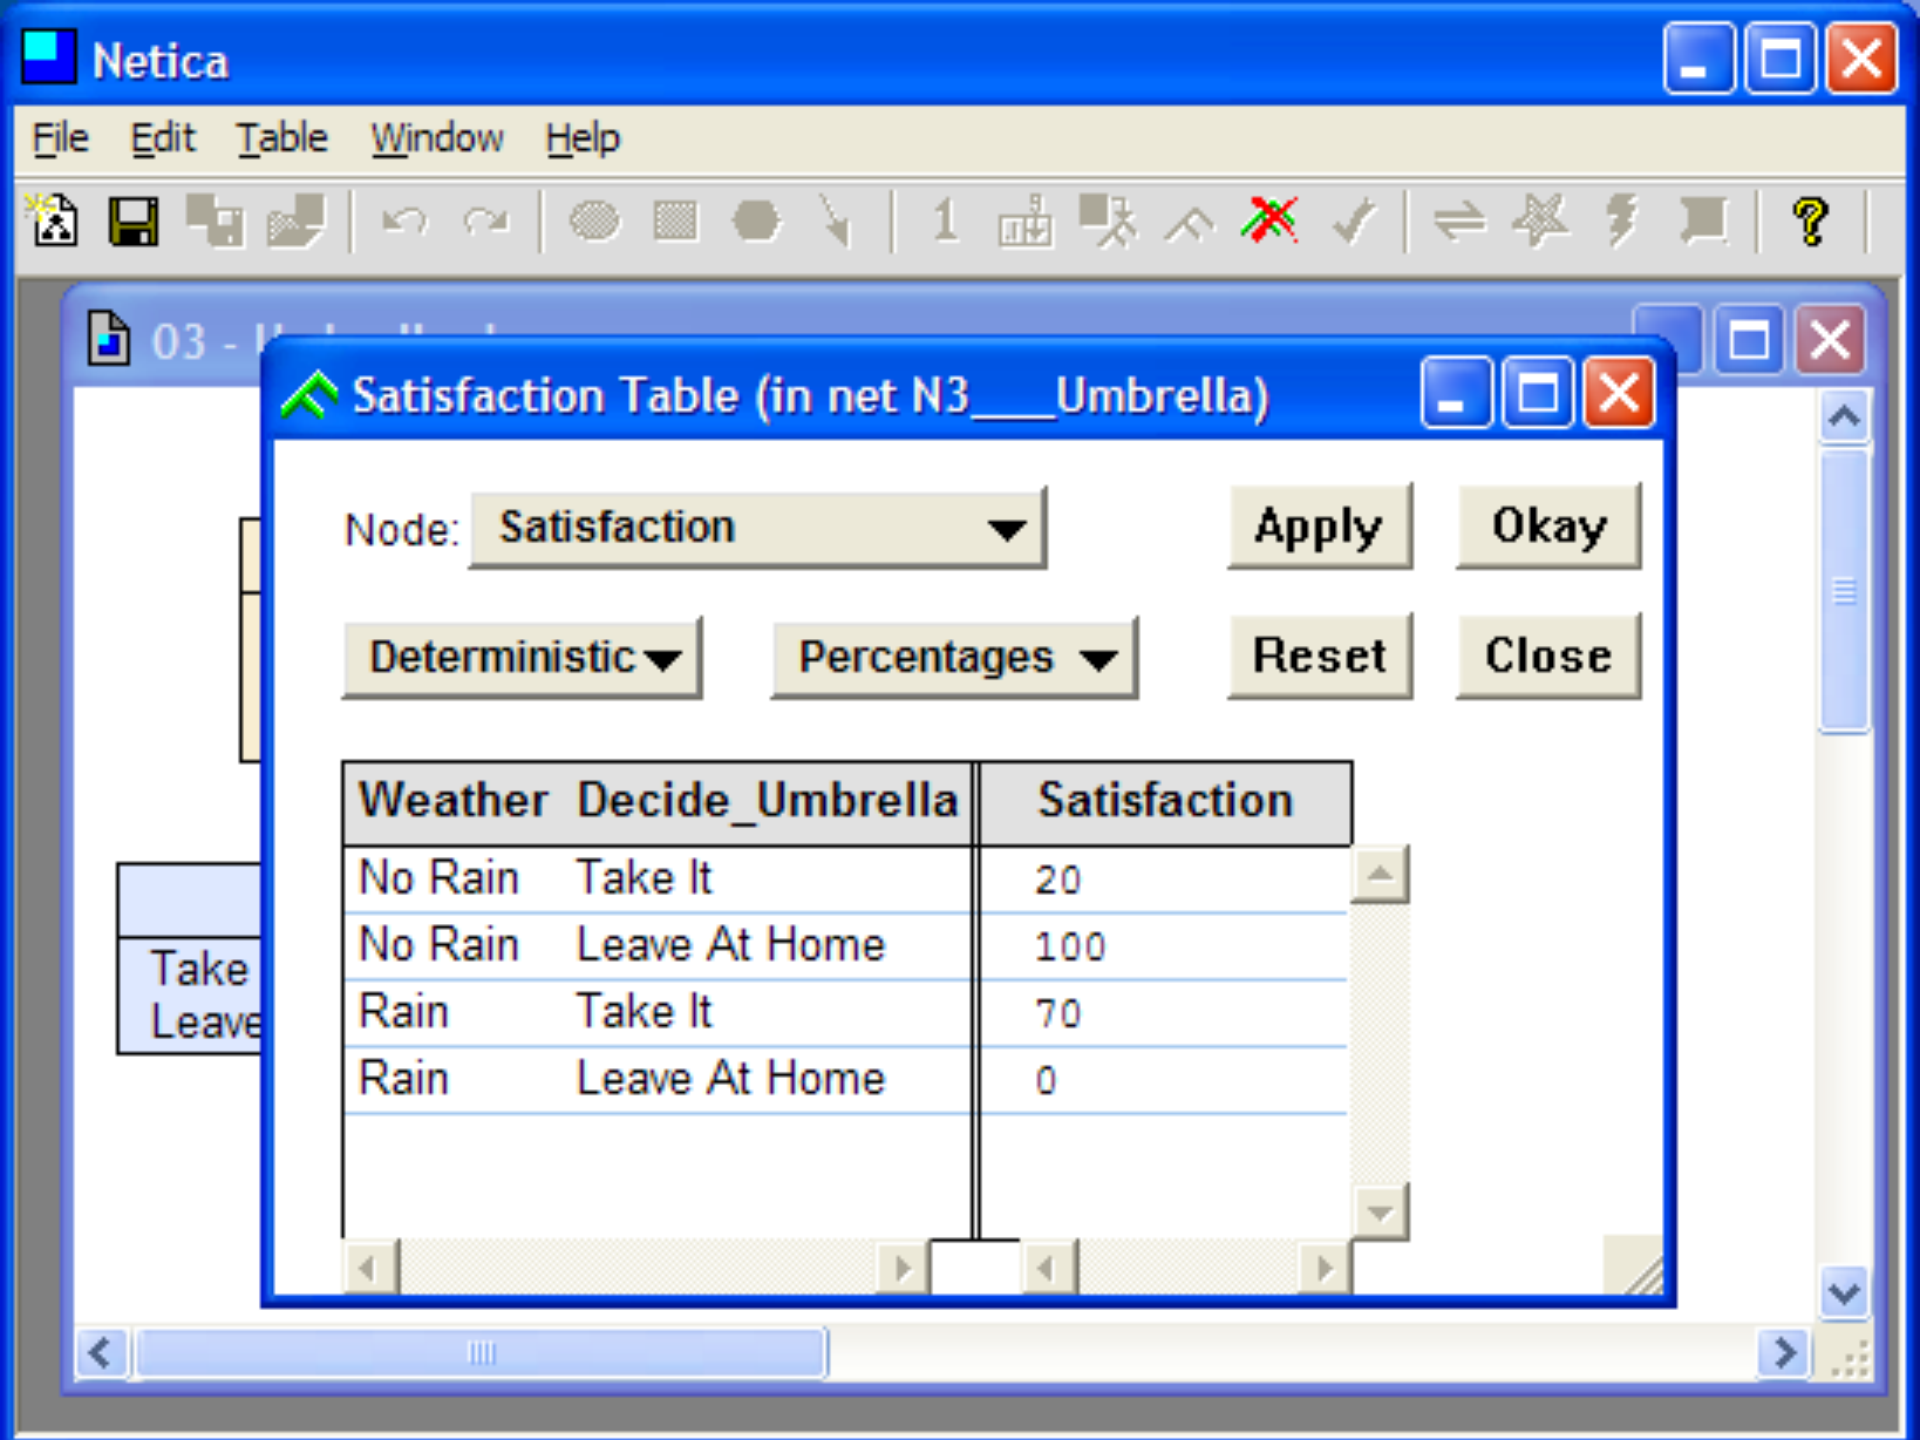 Netica
File Edit Table Window Help
1 ?
03 -
Satisfaction Table (in net N3___Umbrella)
Node: Satisfaction Apply Okay
Deterministic Percentages Reset Close
Weather Decide_Umbrella Satisfaction
No Rain Take It 20
No Rain Leave At Home 100
Rain Take It 70
Rain Leave At Home 0
Take
Leave